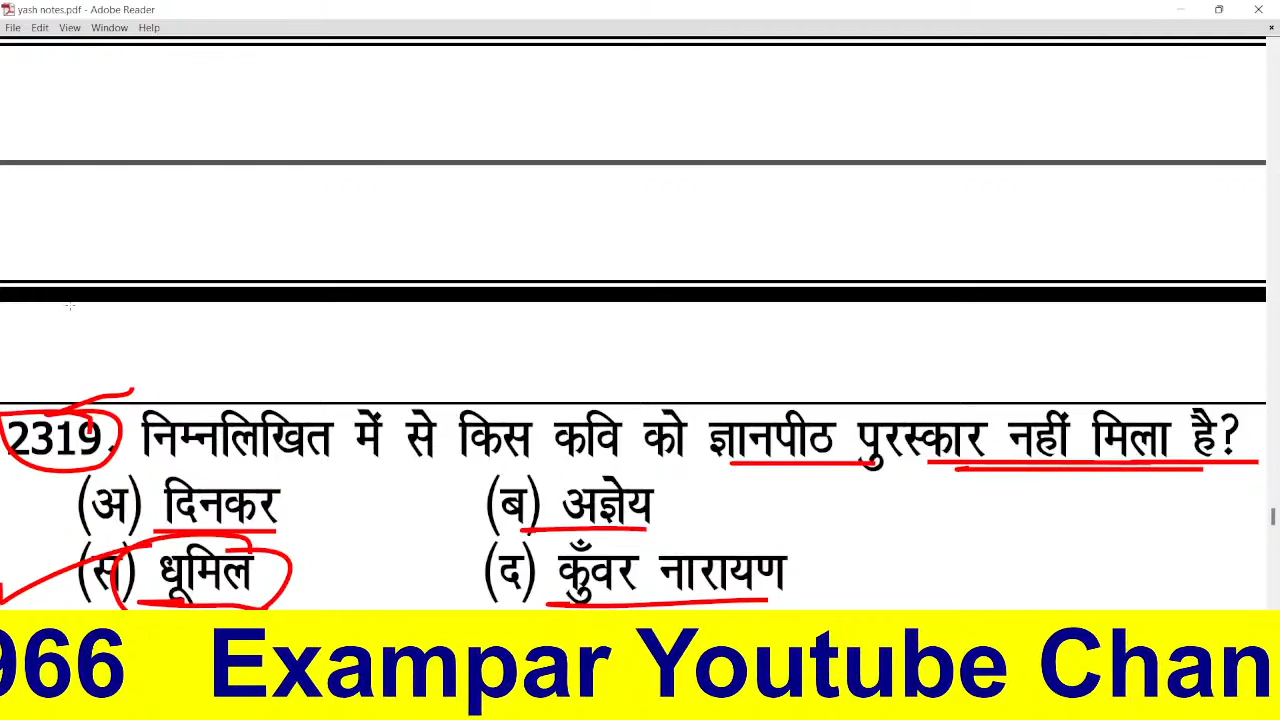 yash notes.pdf - Adobe Reader
File Edit View Window Help
2319. निम्नलिखित में से किस कवि को ज्ञानपीठ पुरस्कार नहीं मिला है?
(अ) दिनकर (ब) अज्ञेय
(स) धूमिल (द) कुँवर नारायण
966 Exampar Youtube Chan